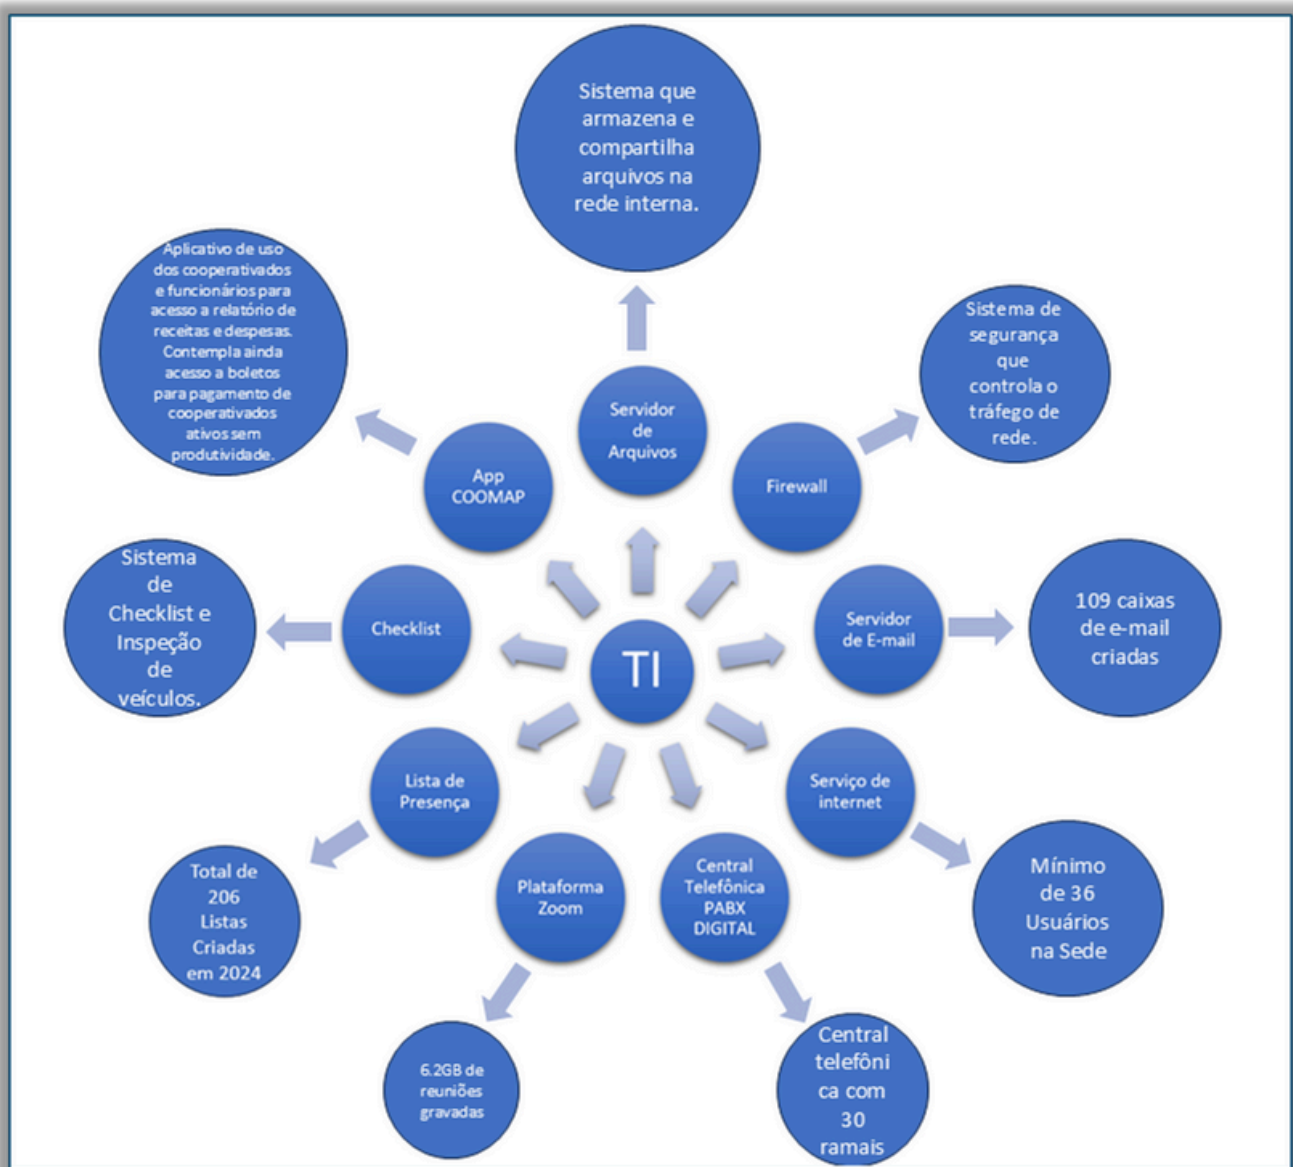 Sistema que
armazena e
compartilha
arquivos na
rede interna.
Aplicativo de uso
dos cooperativados
e funcionários para
acesso a relatório de
receitas e despesas.
Contempla ainda
acesso a boletos
para pagamento de
cooperativados
ativos sem
produtividade.
Sistema de
segurança
que
controla o
tráfego de
rede.
Servidor
de
Arquivos
App
COOMAP
Firewall
Sistema
de
Checklist e
Inspeção
de
veículos.
Checklist
TI
Servidor
de E-mail
109 caixas
de e-mail
criadas
Lista de
Presença
Serviço de
internet
Total de
206
Listas
Criadas
em 2024
Plataforma
Zoom
Central
Telefônica
PABX
DIGITAL
Mínimo
de 36
Usuários
na Sede
6.2GB de
reuniões
gravadas
Central
telefôni
ca com
30
ramais